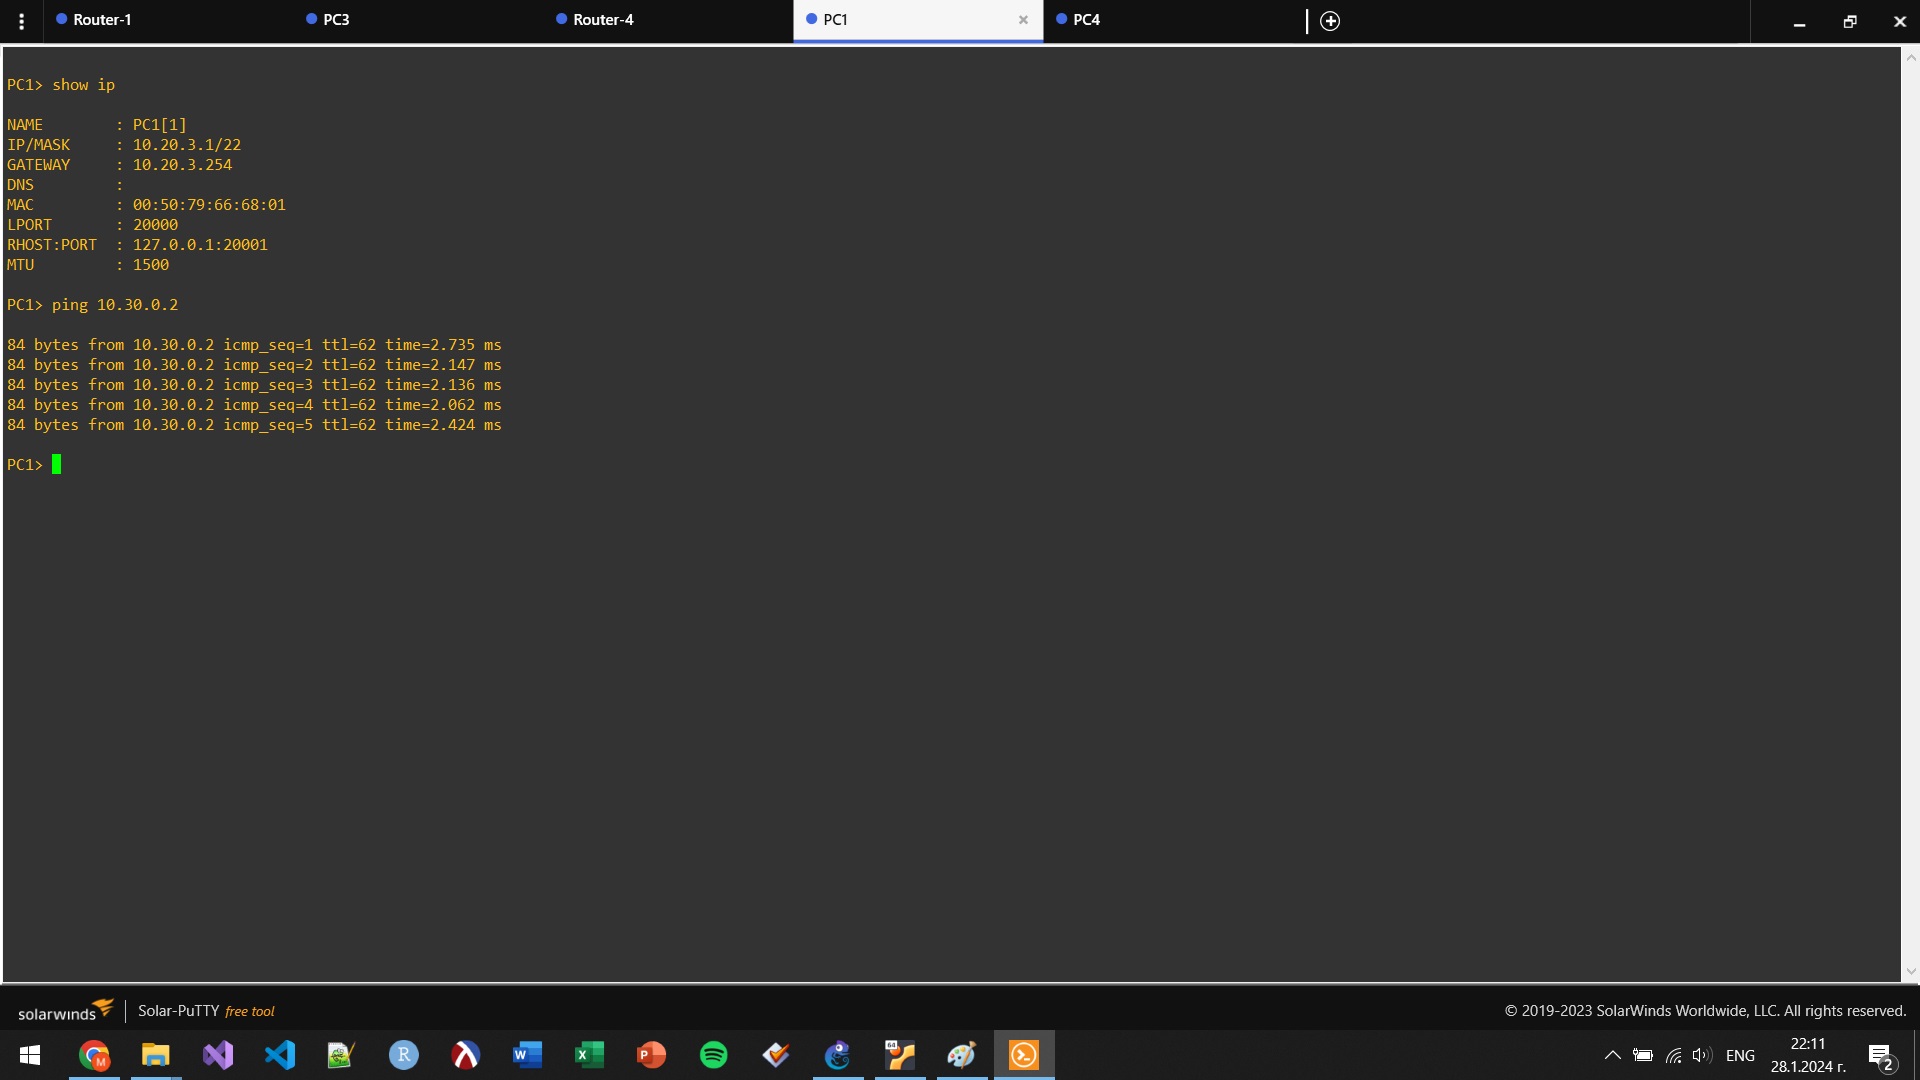 Router-1 PC3 Router-4 PC1 PC4
PC1> show ip
NAME : PC1[1]
IP/MASK : 10.20.3.1/22
GATEWAY : 10.20.3.254
DNS :
MAC : 00:50:79:66:68:01
LPORT : 20000
RHOST:PORT : 127.0.0.1:20001
MTU : 1500
PC1> ping 10.30.0.2
84 bytes from 10.30.0.2 icmp_seq=1 ttl=62 time=2.735 ms
84 bytes from 10.30.0.2 icmp_seq=2 ttl=62 time=2.147 ms
84 bytes from 10.30.0.2 icmp_seq=3 ttl=62 time=2.136 ms
84 bytes from 10.30.0.2 icmp_seq=4 ttl=62 time=2.062 ms
84 bytes from 10.30.0.2 icmp_seq=5 ttl=62 time=2.424 ms
PC1>
solarwinds Solar-PuTTY free tool © 2019-2023 SolarWinds Worldwide, LLC. All rights reserved.
M R W X P 64 ENG 22:11
28.1.2024 г. 2